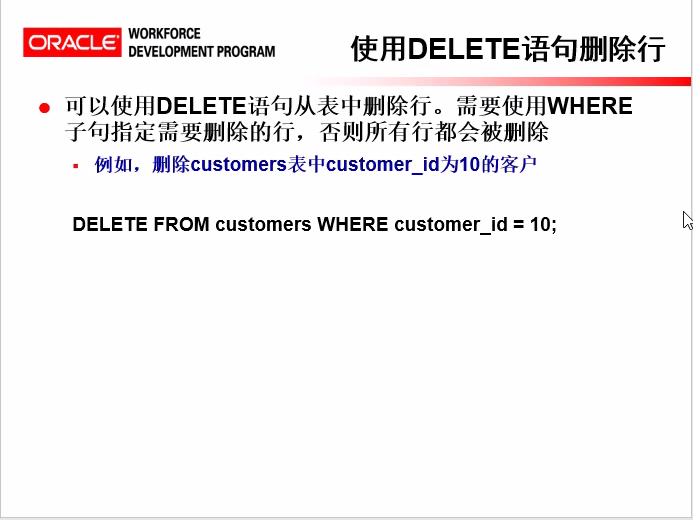 ORACLE
WORKFORCE
DEVELOPMENT PROGRAM
使用DELETE语句删除行
可以使用DELETE语句从表中删除行。需要使用WHERE
子句指定需要删除的行，否则所有行都会被删除
例如，删除customers表中customer_id为10的客户
DELETE FROM customers WHERE customer_id = 10;